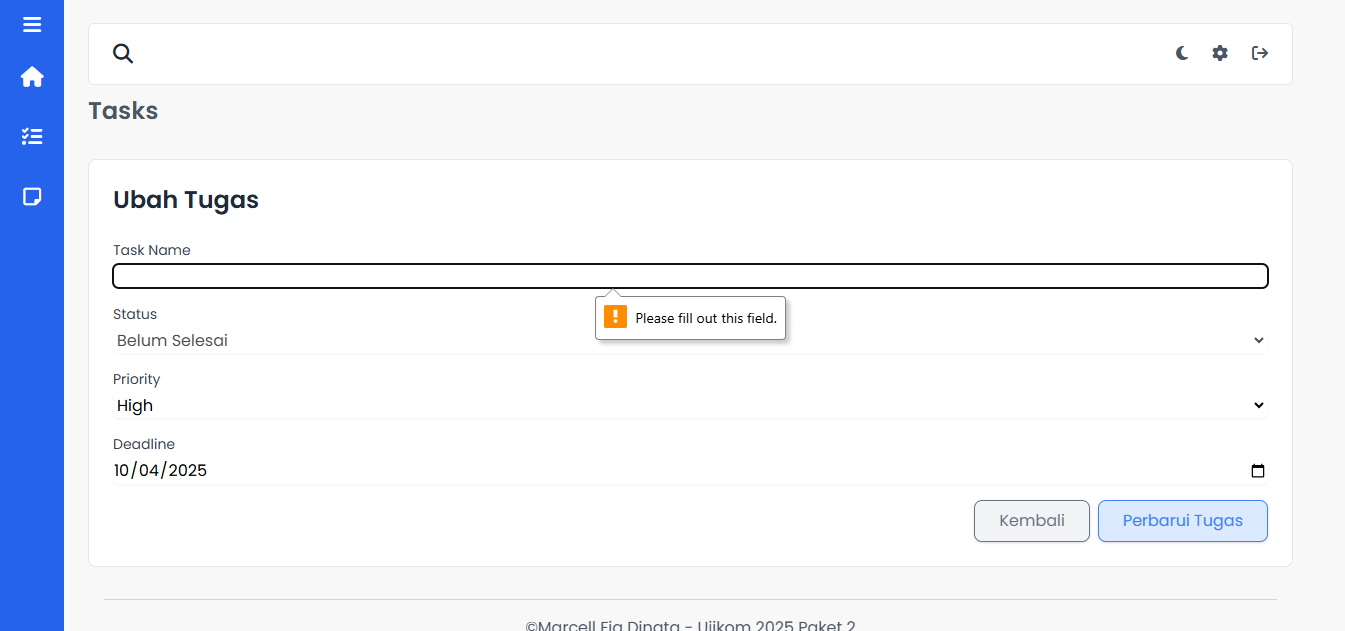 Tasks
Ubah Tugas
Task Name
Please fill out this field.
Status
Belum Selesai
Priority
High
Deadline
10/04/2025
Kembali
Perbarui Tugas
©Marcell Fia Dinata - Ujikom 2025 Paket 2